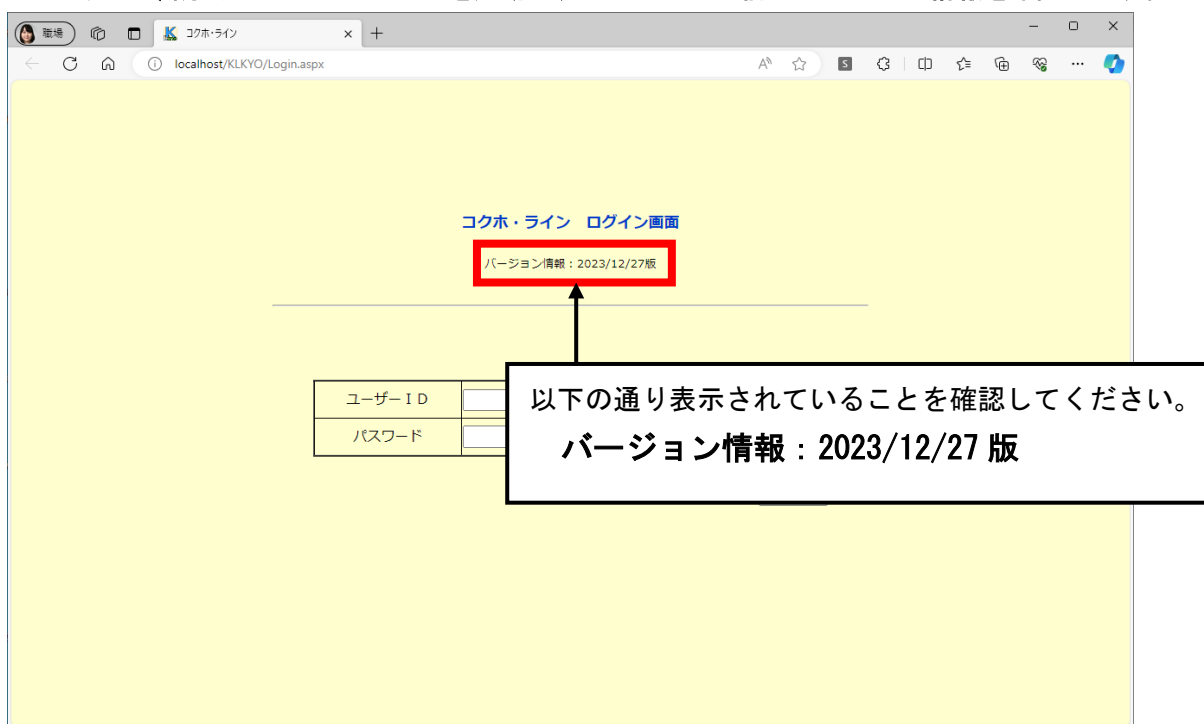 職場
コクホ・ライン
localhost/KLKYO/Login.aspx
コクホ・ライン　ログイン画面
バージョン情報：2023/12/27版
ユーザーＩＤ
パスワード
以下の通り表示されていることを確認してください。
バージョン情報：2023/12/27 版